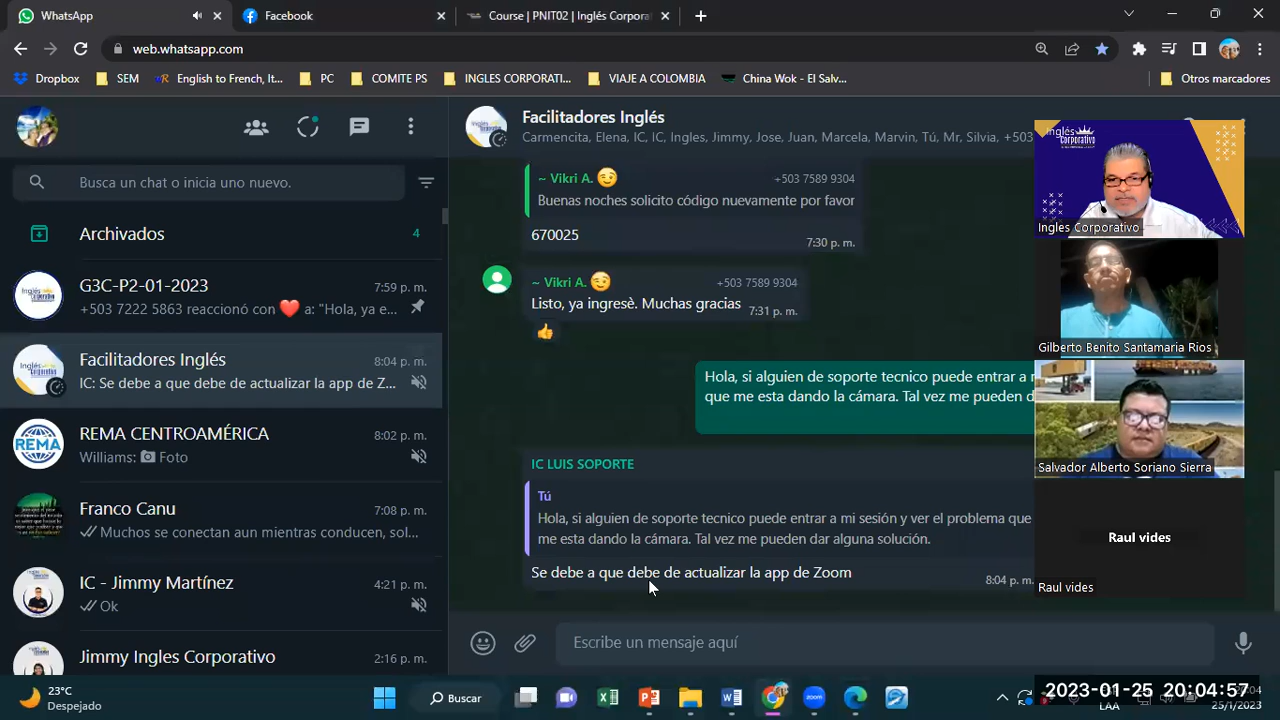 WhatsApp
Facebook
Course | PNIT02 | Inglés Corpora
web.whatsapp.com
Dropbox
SEM
English to French, It...
PC
COMITE PS
INGLES CORPORATI...
VIAJE A COLOMBIA
China Wok - El Salv...
Otros marcadores
Busca un chat o inicia uno nuevo.
Archivados
4
G3C-P2-01-2023
7:59 p. m.
+503 7222 5863 reaccionó con ❤️ a: "Hola, ya e...
Facilitadores Inglés
8:04 p. m.
IC: Se debe a que debe de actualizar la app de Z...
REMA CENTROAMÉRICA
8:02 p. m.
REMA
Williams: Foto
Franco Canu
7:08 p. m.
Muchos se conectan aun mientras conducen, sol...
IC - Jimmy Martínez
4:21 p. m.
Ok
Jimmy Ingles Corporativo
2:16 p. m.
Facilitadores Inglés
Clemencita, Elena, IC, IC, Ingles, Jimmy, Jose, Juan, Marcela, Marvin, Tú, Mr, Silvia, +503
~ Vikri A. 😉
+503 7589 9304
Buenas noches solicito código nuevamente por favor
670025
7:30 p. m.
~ Vikri A. 😉
+503 7589 9304
Listo, ya ingresè. Muchas gracias
7:31 p. m.
👍
Hola, si alguien de soporte tecnico puede entrar a
que me esta dando la cámara. Tal vez me pueden d
IC LUIS SOPORTE
Tú
Hola, si alguien de soporte tecnico puede entrar a mi sesión y ver el problema que
me esta dando la cámara. Tal vez me pueden dar alguna solución.
Se debe a que debe de actualizar la app de Zoom
8:04 p. m.
Escribe un mensaje aquí
Inglés
Corporativo
Ingles Corporativo
Gilberto Benito Santamaria Rios
Salvador Alberto Soriano Sierra
Raul vides
Raul vides
23°C
Despejado
Buscar
LAA
2023-01-25 20:04:57
25/1/2023